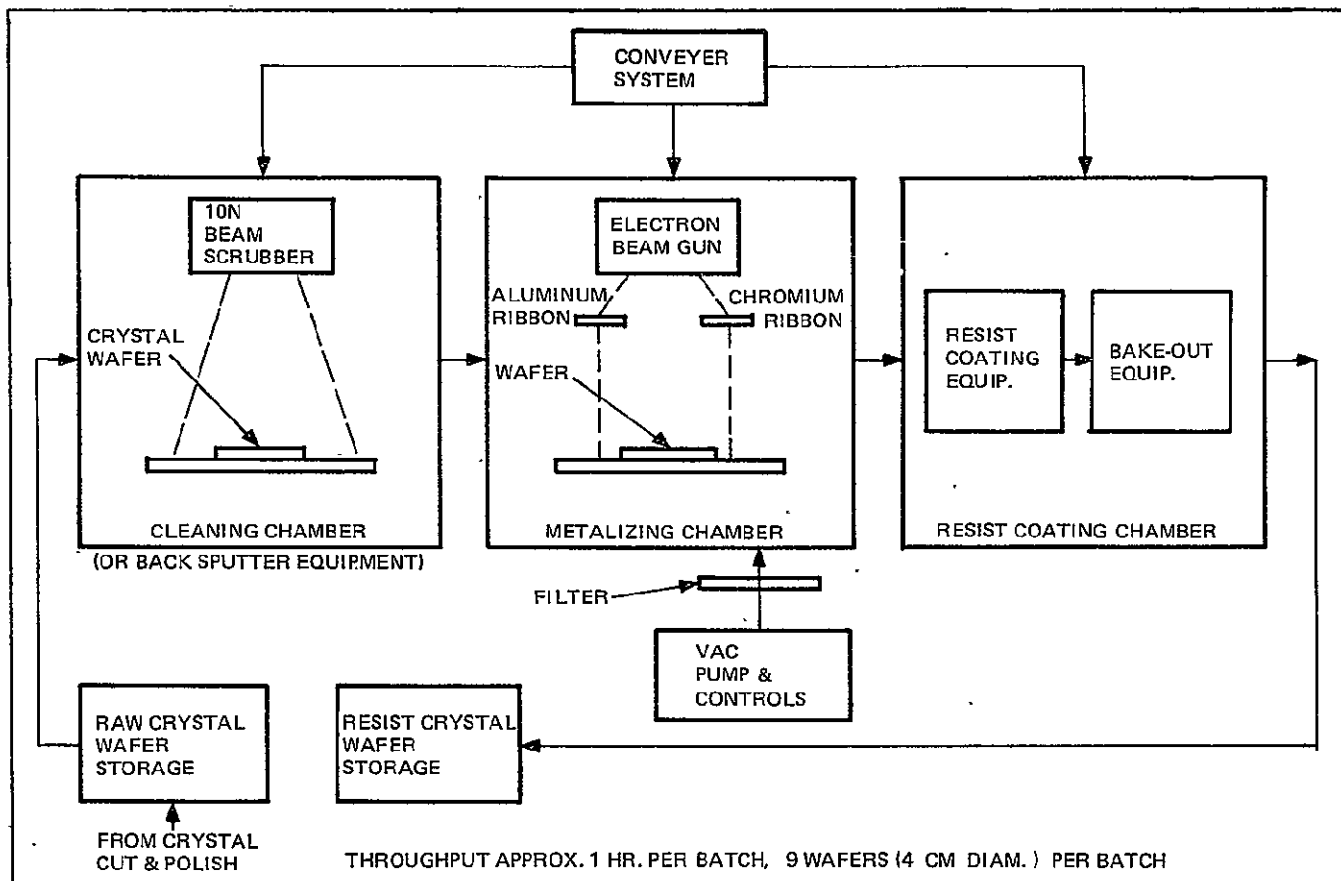 CONVEYER
SYSTEM
10N
BEAM
SCRUBBER
CRYSTAL
WAFER
CLEANING CHAMBER
(OR BACK SPUTTER EQUIPMENT)
ELECTRON
BEAM GUN
ALUMINUM
RIBBON
CHROMIUM
RIBBON
WAFER
METALIZING CHAMBER
RESIST
COATING
EQUIP.
BAKE-OUT
EQUIP.
RESIST COATING CHAMBER
FILTER
VAC
PUMP &
CONTROLS
RAW CRYSTAL
WAFER
STORAGE
RESIST CRYSTAL
WAFER
STORAGE
FROM CRYSTAL
CUT & POLISH
THROUGHPUT APPROX. 1 HR. PER BATCH, 9 WAFERS (4 CM DIAM. ) PER BATCH